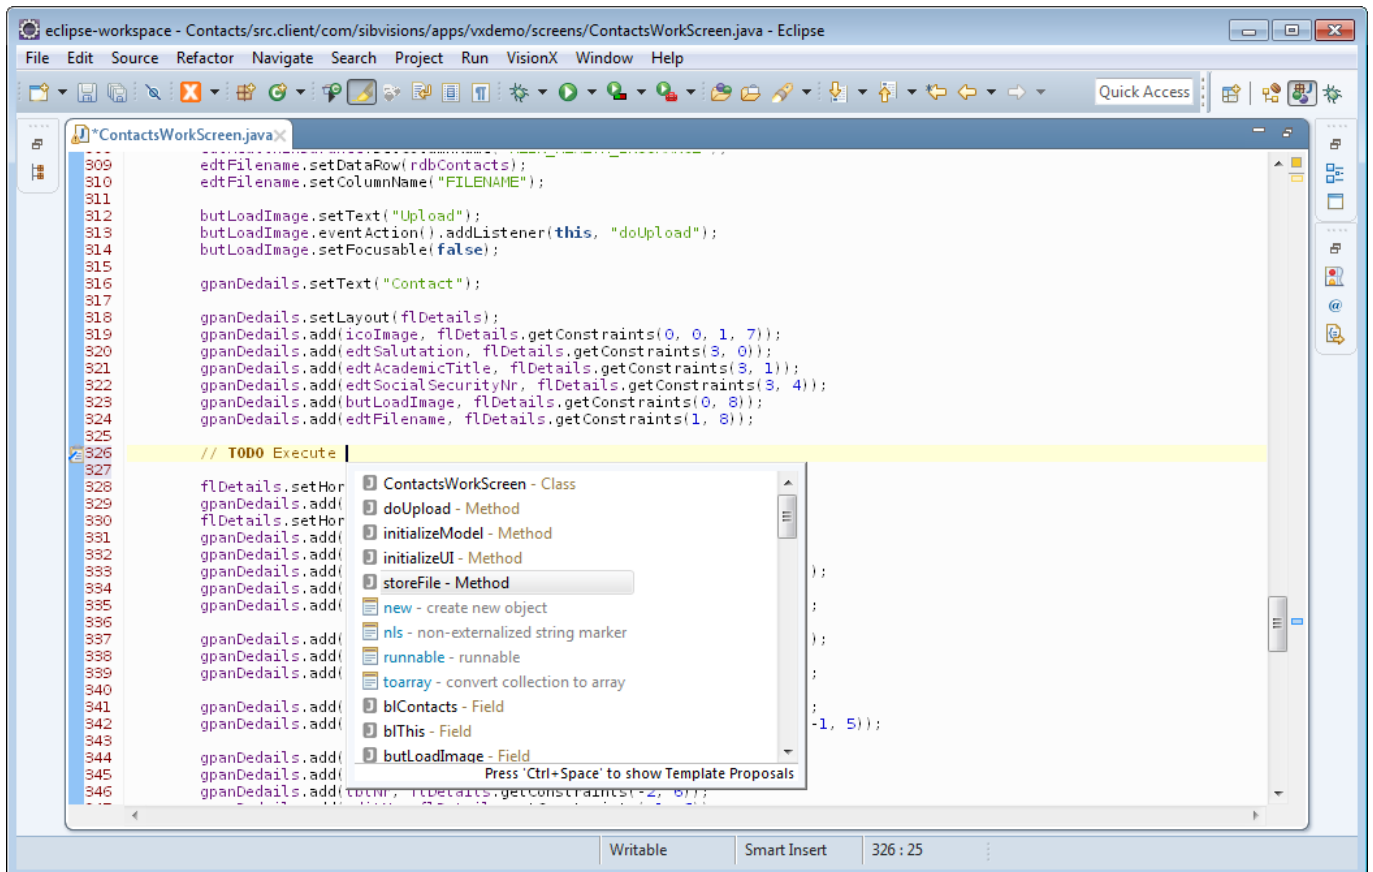 eclipse-workspace - Contacts/src.client/com/sibvisions/apps/vxdemo/screens/ContactsWorkScreen.java - Eclipse
File Edit Source Refactor Navigate Search Project Run VisionX Window Help
Quick Access
*ContactsWorkScreen.java
309 edtFilename.setDataRow(rdbContacts);
310 edtFilename.setColumnName("FILENAME");
311
312 butLoadImage.setText("Upload");
313 butLoadImage.eventAction().addListener(this, "doUpload");
314 butLoadImage.setFocusable(false);
315
316 gpanDedails.setText("Contact");
317
318 gpanDedails.setLayout(flDetails);
319 gpanDedails.add(icoImage, flDetails.getConstraints(0, 0, 1, 7));
320 gpanDedails.add(edtSalutation, flDetails.getConstraints(3, 0));
321 gpanDedails.add(edtAcademicTitle, flDetails.getConstraints(3, 1));
322 gpanDedails.add(edtSocialSecurityNr, flDetails.getConstraints(3, 4));
323 gpanDedails.add(butLoadImage, flDetails.getConstraints(0, 8));
324 gpanDedails.add(edtFilename, flDetails.getConstraints(1, 8));
325
326 // TODO Execute
327
328 flDetails.setHor
329 gpanDedails.add(
330 flDetails.setHor
331 gpanDedails.add(
332 gpanDedails.add(
333 gpanDedails.add( );
334 gpanDedails.add(
335 gpanDedails.add( ;
336
337 gpanDedails.add( );
338 gpanDedails.add(
339 gpanDedails.add( ;
340
341 gpanDedails.add( ;
342 gpanDedails.add( -1, 5));
343
344 gpanDedails.add(
345 gpanDedails.add(
346 gpanDedails.add(lblNr, flDetails.getConstraints(-2, 6));
ContactsWorkScreen - Class
doUpload - Method
initializeModel - Method
initializeUI - Method
storeFile - Method
new - create new object
nls - non-externalized string marker
runnable - runnable
toarray - convert collection to array
blContacts - Field
blThis - Field
butLoadImage - Field
Press 'Ctrl+Space' to show Template Proposals
Writable Smart Insert 326 : 25